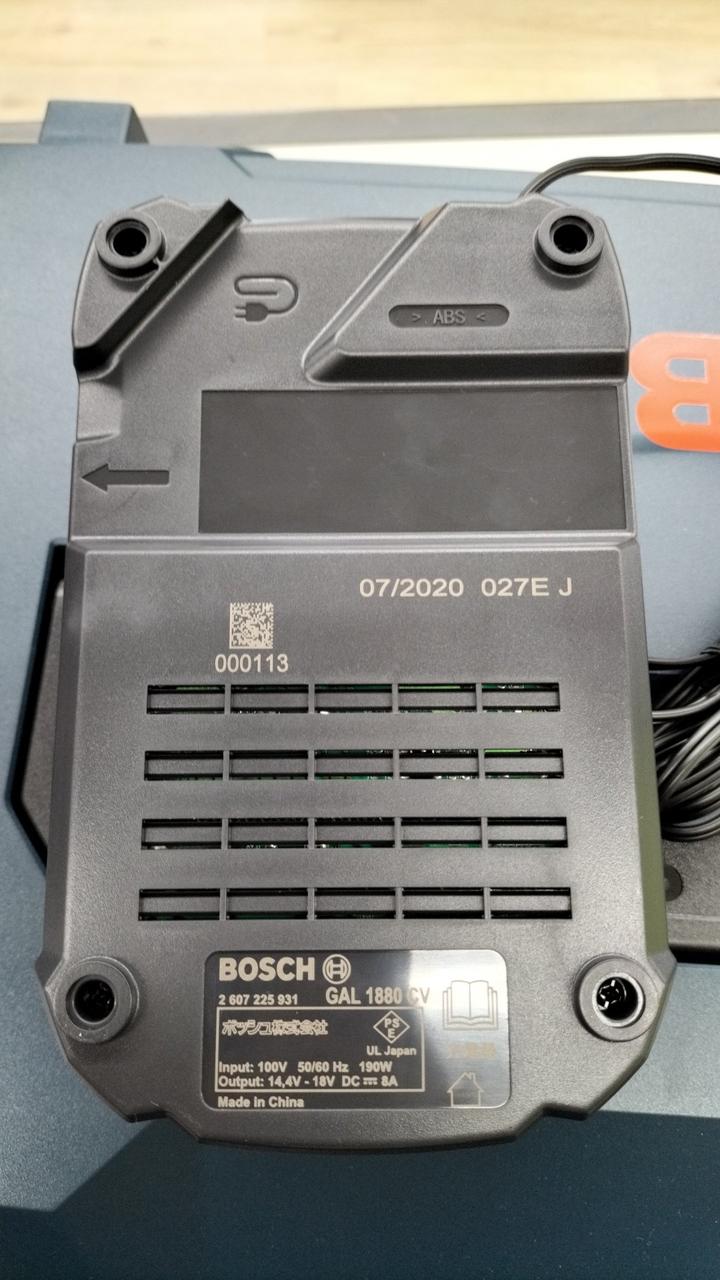 > ABS <
B
07/2020 027E J
000113
BOSCH
2 607 225 931 GAL 1880 CV
ボッシュ株式会社
PS
E
UL Japan
Input: 100V 50/60 Hz 190W
Output: 14,4V - 18V DC ⎓ 8A
Made in China